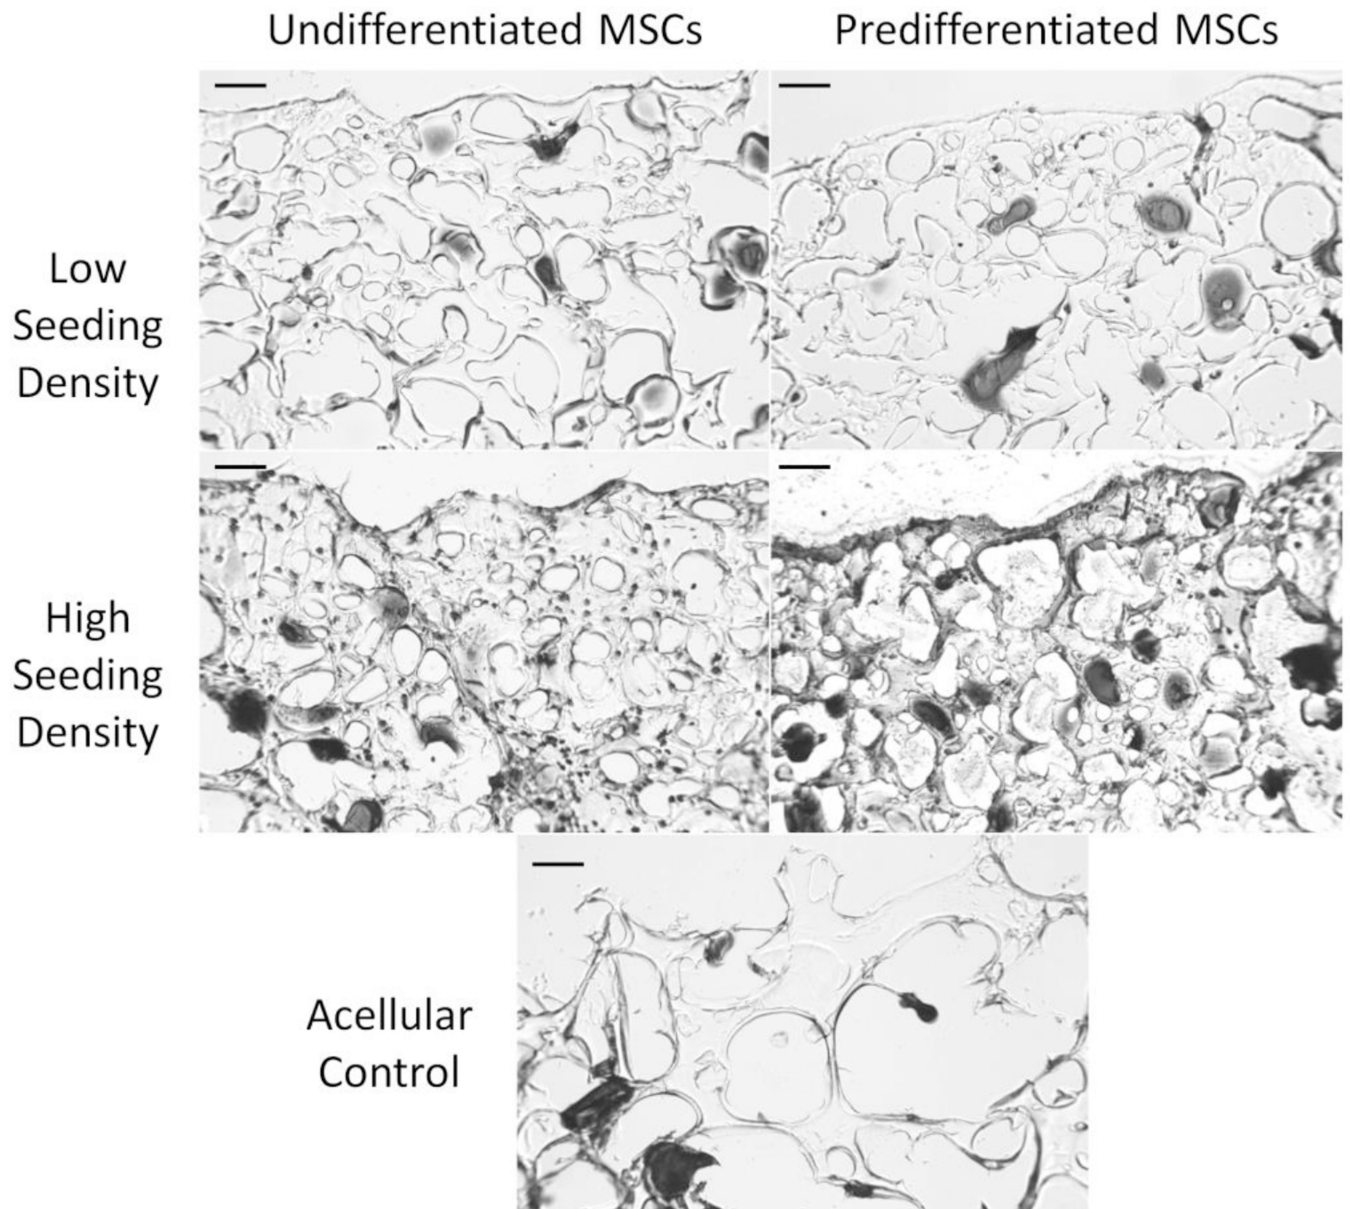 Undifferentiated MSCs Predifferentiated MSCs
Low
Seeding
Density
High
Seeding
Density
Acellular
Control